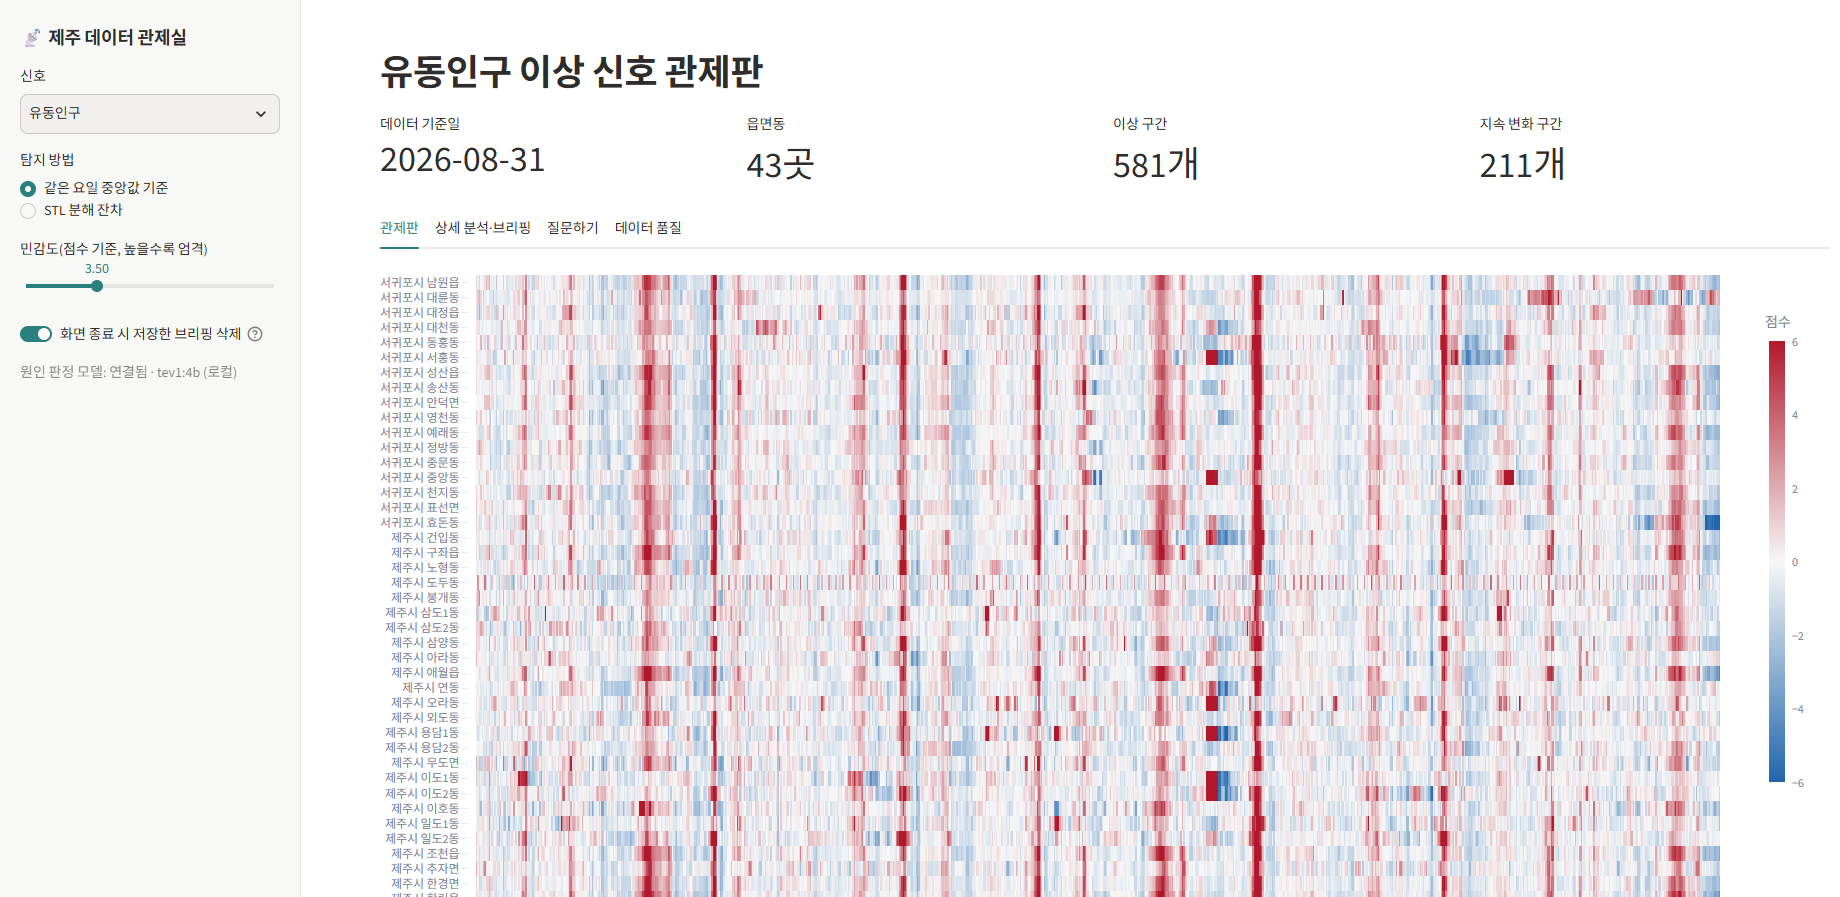 제주 데이터 관제실
신호
유동인구
탐지 방법
같은 요일 중앙값 기준
STL 분해 잔차
민감도(점수 기준, 높을수록 엄격)
3.50
화면 종료 시 저장한 브리핑 삭제
원인 판정 모델: 연결됨 · tev1:4b (로컬)
유동인구 이상 신호 관제판
데이터 기준일
2026-08-31
읍면동
43곳
이상 구간
581개
지속 변화 구간
211개
관제판 상세 분석·브리핑 질문하기 데이터 품질
서귀포시 남원읍
서귀포시 대륜동
서귀포시 대정읍
서귀포시 대천동
서귀포시 동홍동
서귀포시 서홍동
서귀포시 성산읍
서귀포시 송산동
서귀포시 안덕면
서귀포시 영천동
서귀포시 예래동
서귀포시 정방동
서귀포시 중문동
서귀포시 중앙동
서귀포시 천지동
서귀포시 표선면
서귀포시 효돈동
제주시 건입동
제주시 구좌읍
제주시 노형동
제주시 도두동
제주시 봉개동
제주시 삼도1동
제주시 삼도2동
제주시 삼양동
제주시 아라동
제주시 애월읍
제주시 연동
제주시 오라동
제주시 외도동
제주시 용담1동
제주시 용담2동
제주시 우도면
제주시 이도1동
제주시 이도2동
제주시 이호동
제주시 일도1동
제주시 일도2동
제주시 조천읍
제주시 추자면
제주시 한경면
점수
6
4
2
0
−2
−4
−6